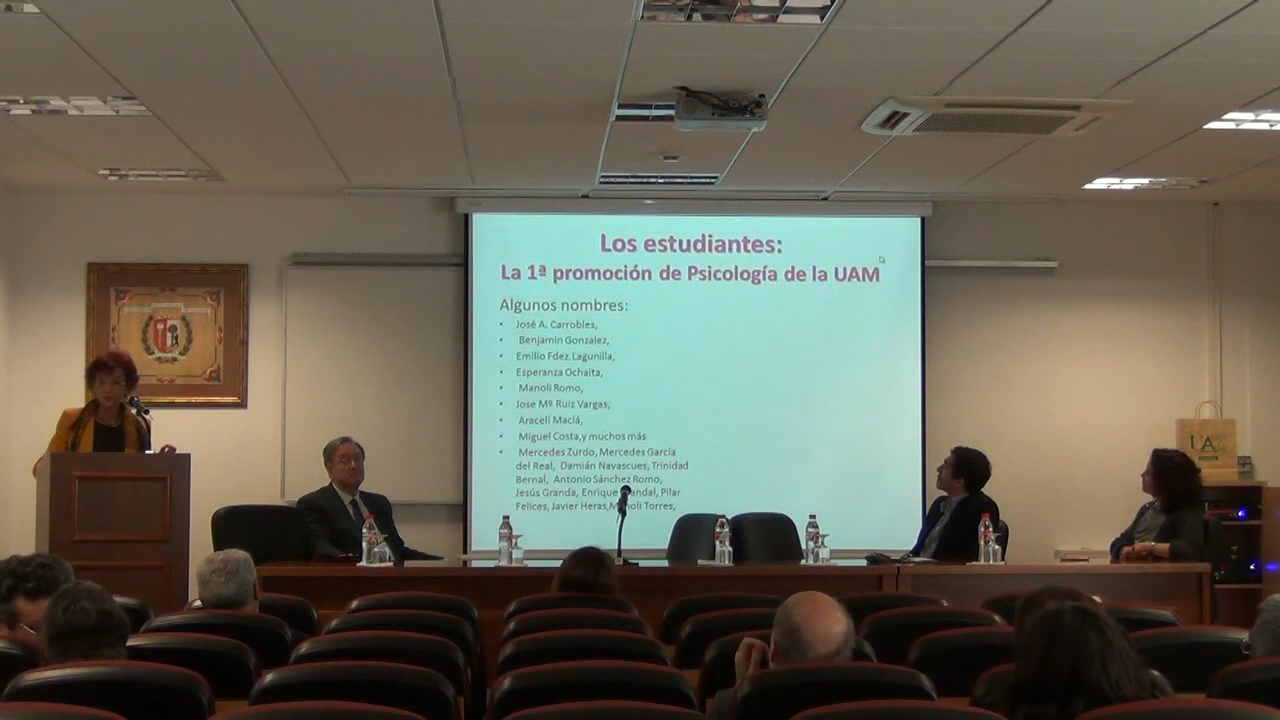 Los estudiantes:
La 1ª promoción de Psicología de la UAM
Algunos nombres:
• José A. Carrobles,
• Benjamin Gonzalez,
• Emilio Fdez.Lagunilla,
• Esperanza Ochaita,
• Manoli Romo,
• Jose Mª Ruiz Vargas,
• Araceli Maciá,
• Miguel Costa,y muchos más
• Mercedes Zurdo, Mercedes García
del Real, Damián Navascues, Trinidad
Bernal, Antonio Sánchez Romo,
Jesús Granda, Enrique Pilar
Felices, Javier Heras, Torres,